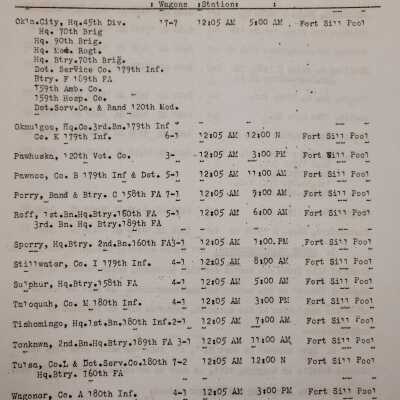 : Wagons :Station: :
Okla.City, Hq.45th Div. 17-7 12:05 AM 5:00 AM Fort Sill Pool
Hq. 70th Brig
Hq. 90th Brig.
Hq. Med. Regt.
Hq. Btry.70th Brig.
Det. Service Co 179th Inf.
Btry. F 189th FA
159th Amb. Co.
159th Hosp. Co.
Det.Serv.Co. & Band 120th Med.
Okmulgee, Hq.Co.3rd.Bn.179th Inf
Co. K 179th Inf. 6-1 12:05 AM 12:00 N Fort Sill Pool
Pawhuska, 120th Vet. Co. 3- 12:05 AM 3:00 PM Fort Sill Pool
Pawnee, Co. B 179th Inf & Det. 5-1 12:05 AM 11:00 AM Fort Sill Pool
Perry, Band & Btry. C 158th FA 7-1 12:05 AM 9:00 AM Fort Sill Pool
Roff, 1st.Bn.Hq.Btry.160th FA 5-1 12:05 AM 6:00 AM Fort Sill Pool
3rd. Bn. Hq. Btry.189th FA
Sperry, Hq.Btry. 2nd.Bn.160th FA3-1 12:05 AM 1:00.PM Fort Sill Pool
Stillwater, Co. I 179th Inf. 4-1 12:05 AM 8:00 AM Fort Sill Pool
Sulphur, Hq.Btry.158th FA 4-1 12:05 AM 5:00 AM Fort Sill Pool
Taloquah, Co. M 180th Inf. 4-1 12:05 AM 3:00 PM Fort Sill Pool
Tishomingo, Hq.1st.Bn.180th Inf.2-1 12:05 AM 7:00 AM Fort Sill Pool
Tonkawa, 2nd.Bn.Hq.Btry.189th FA3-1 12:05 AM 11:00 AM Fort Sill Pool
Tulsa, Co.L & Det.Serv.Co.180th 7-2 12:05 AM 12:00 N Fort Sill Pool
Hq.Btry. 160th FA
Wagoner, Co. A 180th Inf. 4-1 12:05 AM 3:00 PM Fort Sill Pool